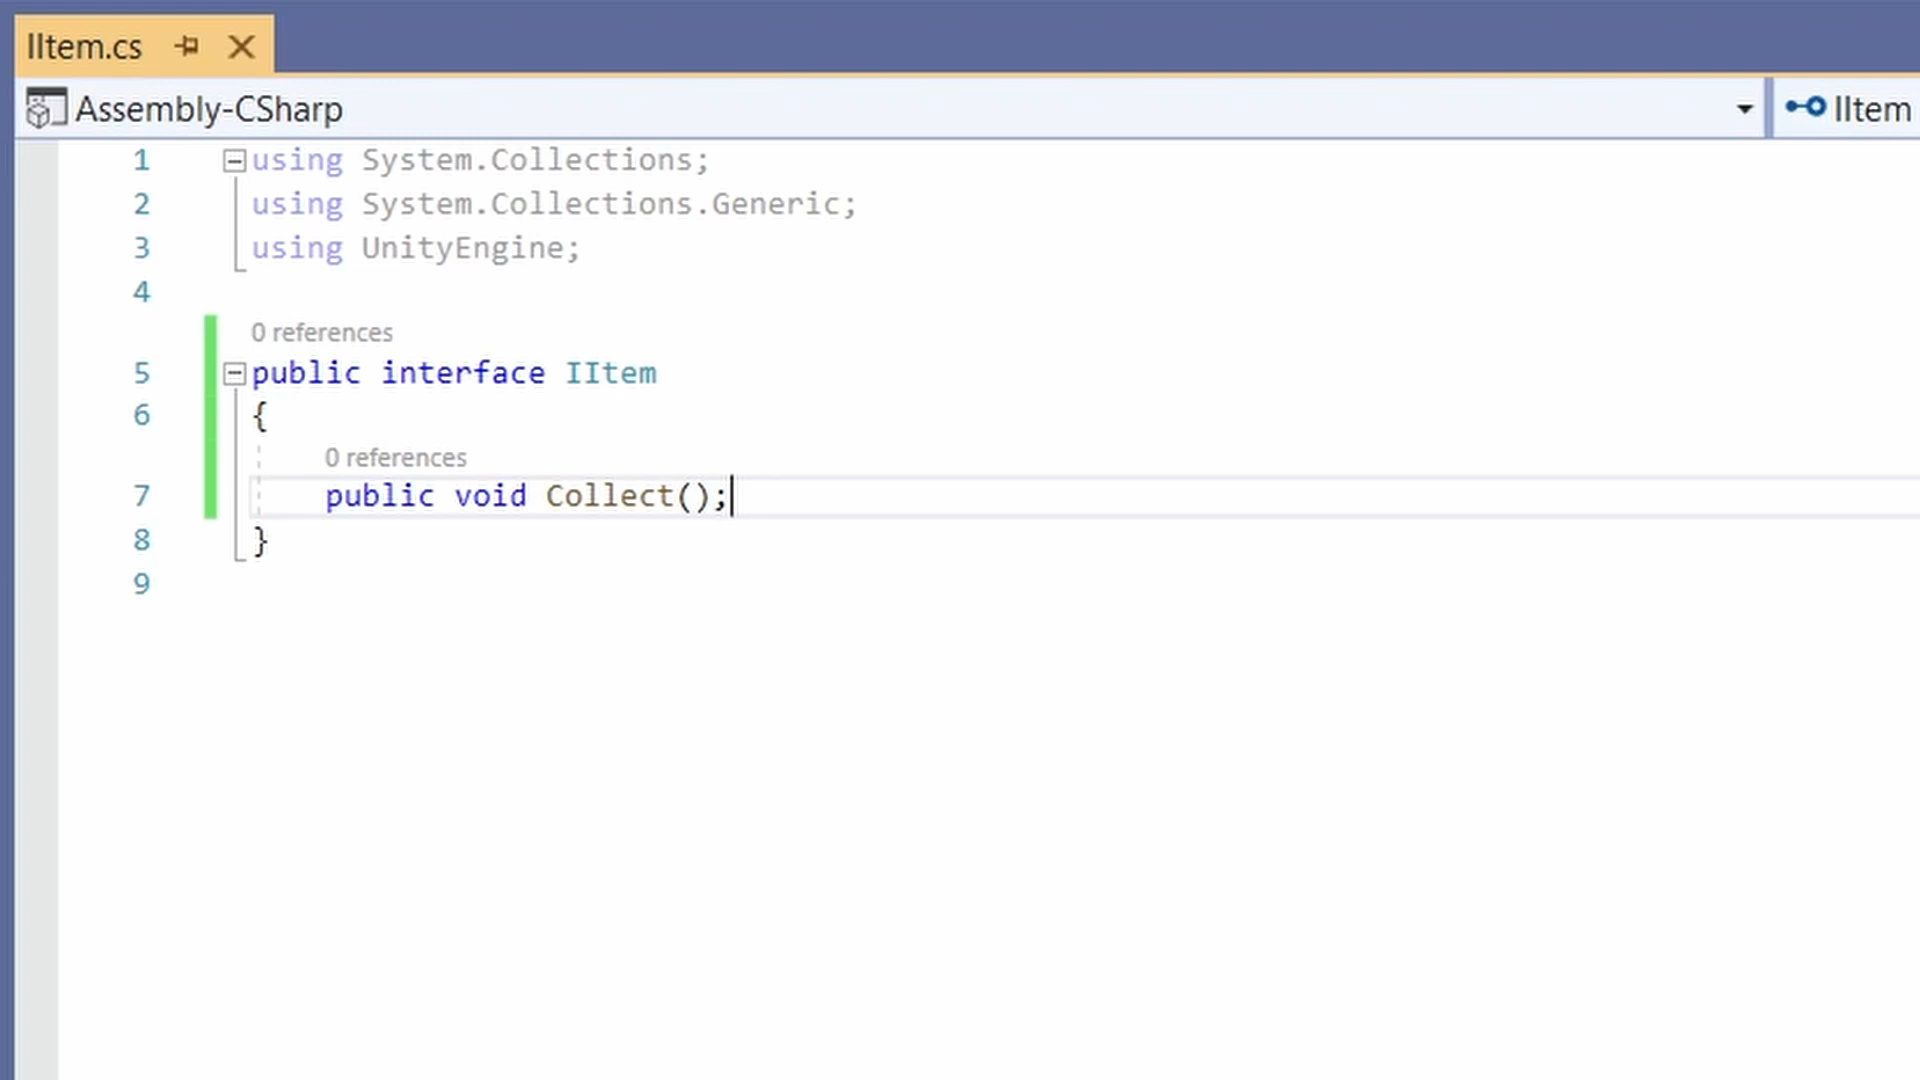 IItem.cs
Assembly-CSharp
IItem
1 using System.Collections;
2 using System.Collections.Generic;
3 using UnityEngine;
4
0 references
5 public interface IItem
6 {
0 references
7 public void Collect();
8 }
9